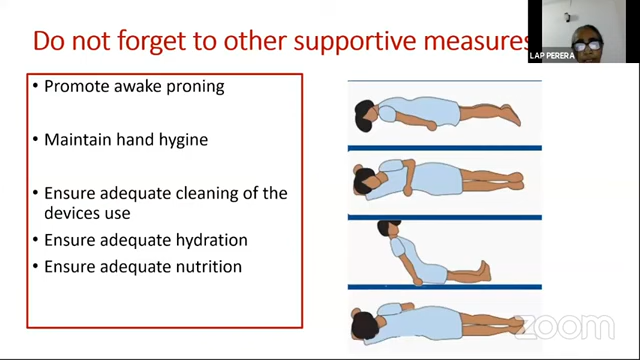 Do not forget to other supportive measures
LAP PERERA
• Promote awake proning
• Maintain hand hygine
• Ensure adequate cleaning of the
devices use
• Ensure adequate hydration
• Ensure adequate nutrition
zoom